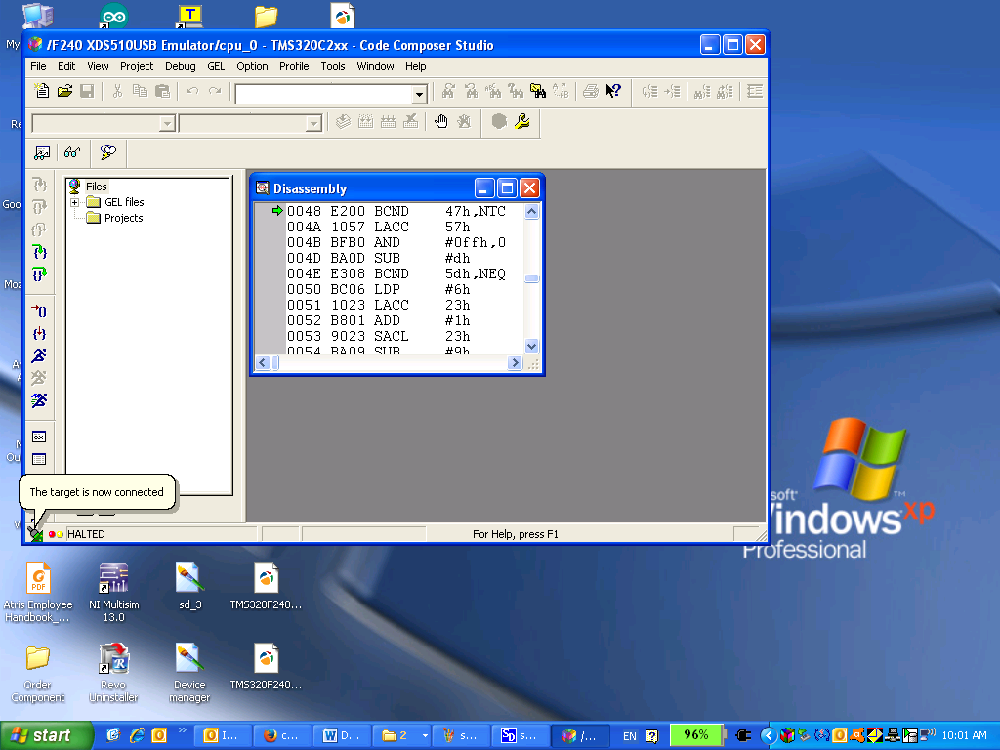 My
/F240 XDS510USB Emulator/cpu_0 - TMS320C2xx - Code Composer Studio
File Edit View Project Debug GEL Option Profile Tools Window Help
Re
Goo
Moz
Files
GEL files
Projects
Disassembly
0048 E200 BCND 47h,NTC
004A 1057 LACC 57h
004B BFB0 AND #0ffh,0
004D BA0D SUB #dh
004E E308 BCND 5dh,NEQ
0050 BC06 LDP #6h
0051 1023 LACC 23h
0052 B801 ADD #1h
0053 9023 SACL 23h
0054 BA09 SUB #9h
The target is now connected
HALTED
For Help, press F1
soft®
Windows xp
Professional
Atris Employee Handbook_...
NI Multisim 13.0
sd_3
TMS320F240...
Order Component
Revo Uninstaller
Device manager
TMS320F240...
start
I...
c...
D...
2
s...
s...
/...
EN
96%
10:01 AM